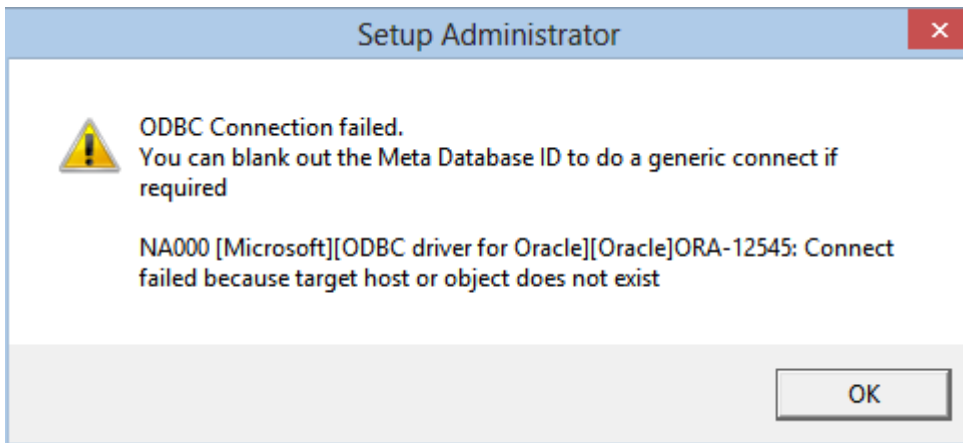 Setup Administrator
ODBC Connection failed.
You can blank out the Meta Database ID to do a generic connect if
required
NA000 [Microsoft][ODBC driver for Oracle][Oracle]ORA-12545: Connect
failed because target host or object does not exist
OK